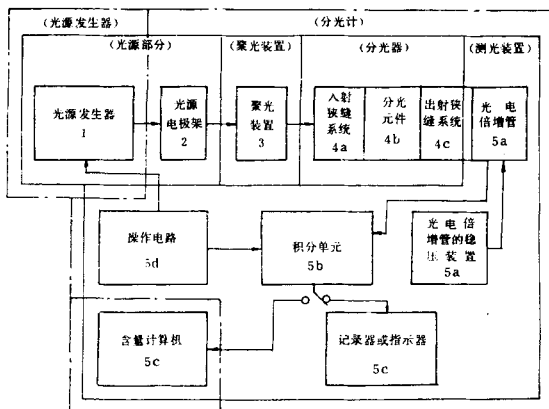 (光源发生器)
(分光计)
(光源部分)
(聚光装置)
(分光器)
(测光装置)
光源发生器
1
光源
电极架
2
聚光
装置
3
入射
狭缝
系统
4a
分光
元件
4b
出射狭
缝系统
4c
光电
倍增管
5a
操作电路
5d
积分单元
5b
光电倍
增管的稳
压装置
5a
含量计算机
5c
记录器或指示器
5c